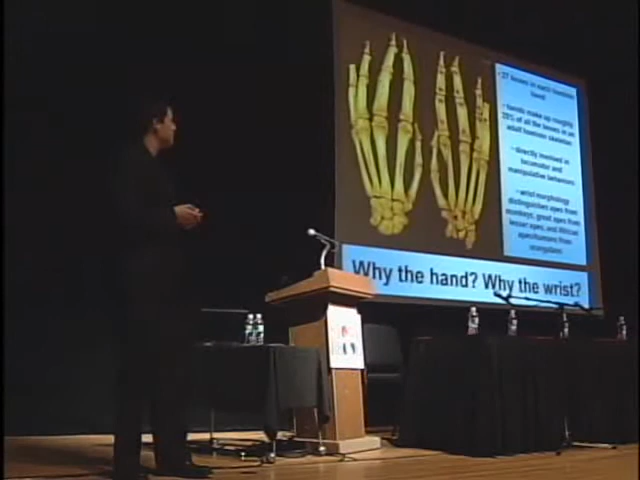 • 27 bones in each hominin
hand
• hands make up roughly
25% of all the bones in an
adult hominin skeleton
• directly involved in
locomotor and
manipulative behaviors
• wrist morphology
distinguishes apes from
monkeys, great apes from
lesser apes, and African
apes/humans from
orangutans
Why the hand? Why the wrist?